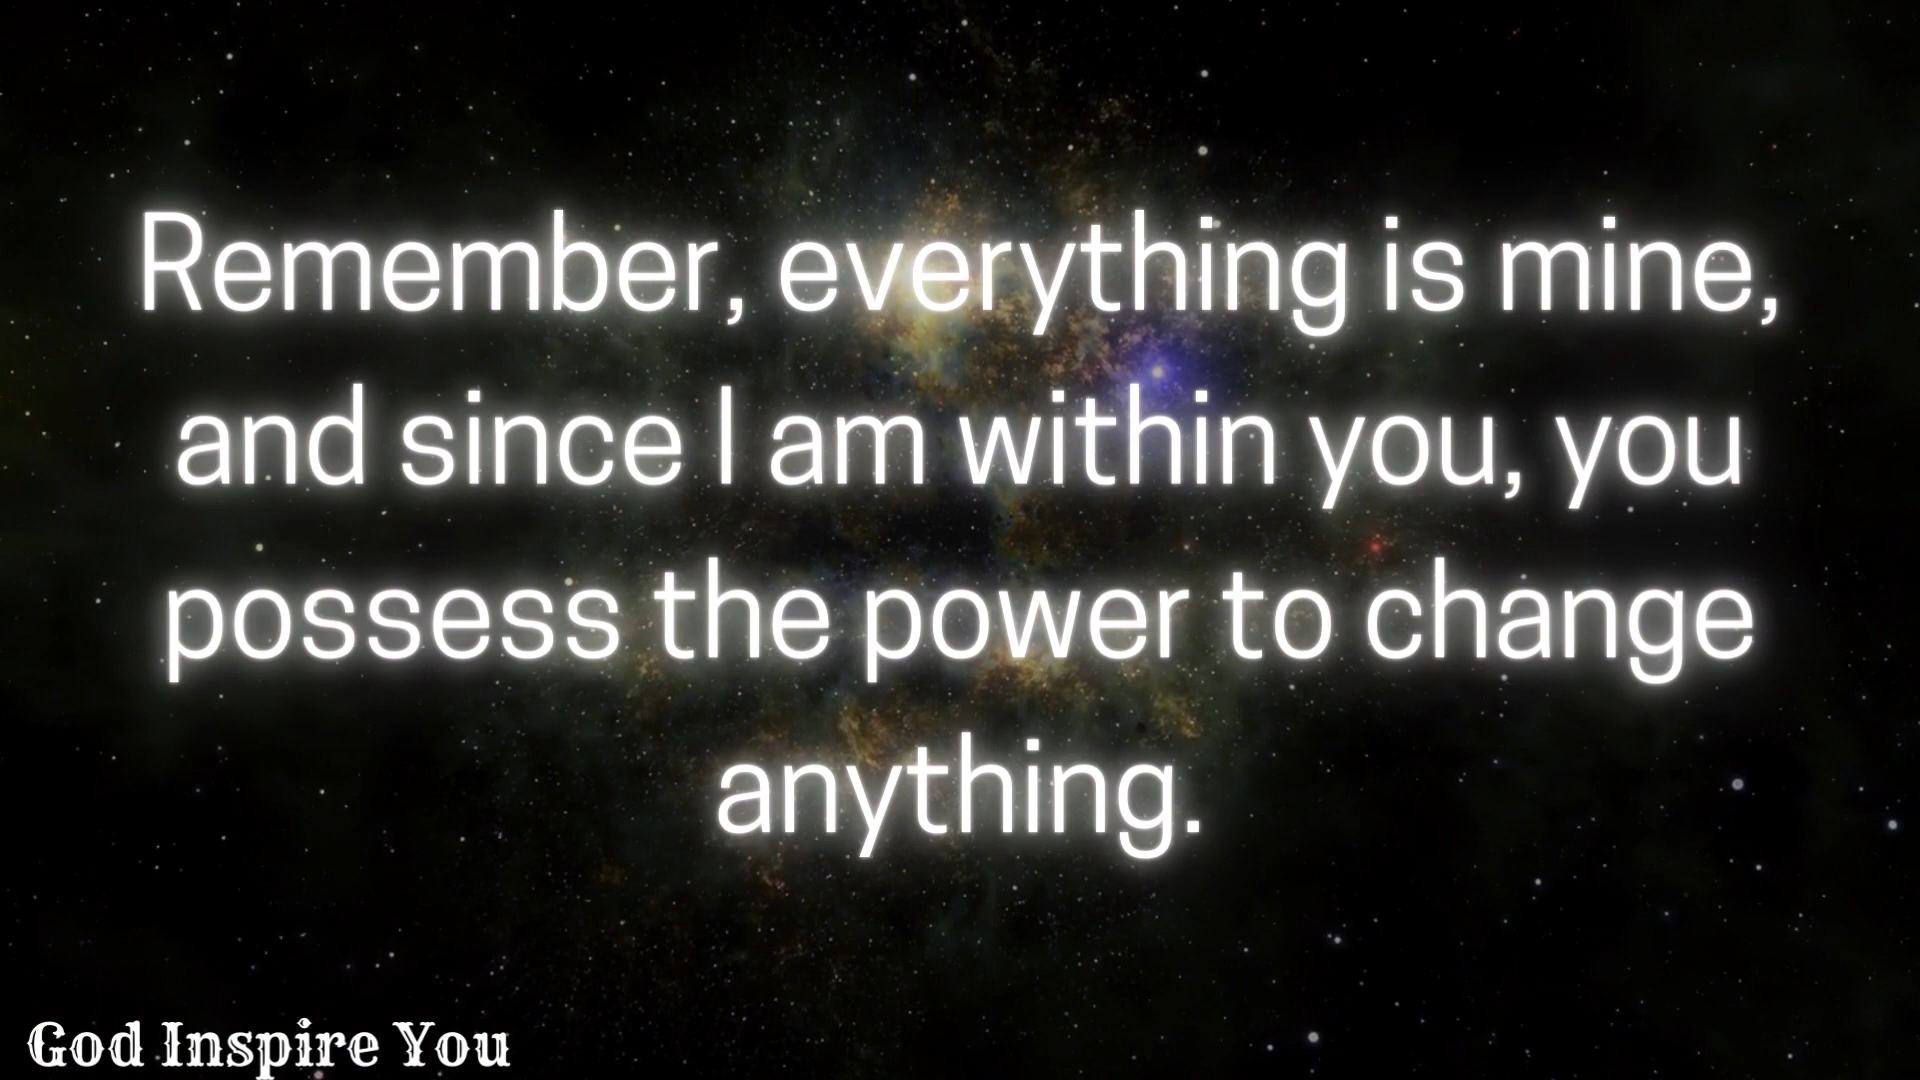 Remember, everything is mine,
and since I am within you, you
possess the power to change
anything.
God Inspire You